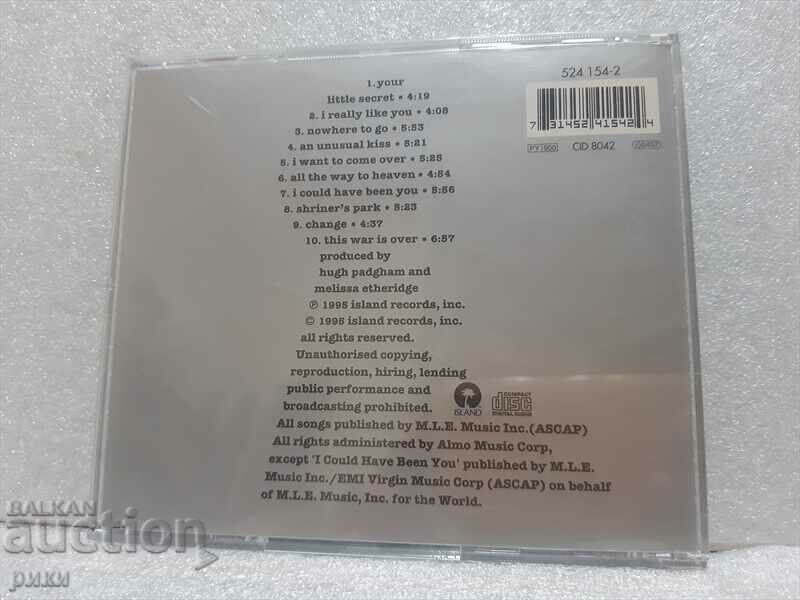 1. your
little secret • 4:19
2. i really like you • 4:08
3. nowhere to go • 5:53
4. an unusual kiss • 5:21
5. i want to come over • 5:25
6. all the way to heaven • 4:54
7. i could have been you • 5:56
8. shriner's park • 5:23
9. change • 4:37
10. this war is over • 6:57
produced by
hugh padgham and
melissa etheridge
℗ 1995 island records, inc.
© 1995 island records, inc.
all rights reserved.
Unauthorised copying,
reproduction, hiring, lending
public performance and
broadcasting prohibited.
ISLAND
COMPACT
disc
DIGITAL AUDIO
All songs published by M.L.E. Music Inc.(ASCAP)
All rights administered by Almo Music Corp,
except 'I Could Have Been You' published by M.L.E.
Music Inc./EMI Virgin Music Corp (ASCAP) on behalf
of M.L.E. Music, Inc. for the World.
524 154-2
7 31452 41542 4
PY 900 CID 8042
BALKAN
auction
рики